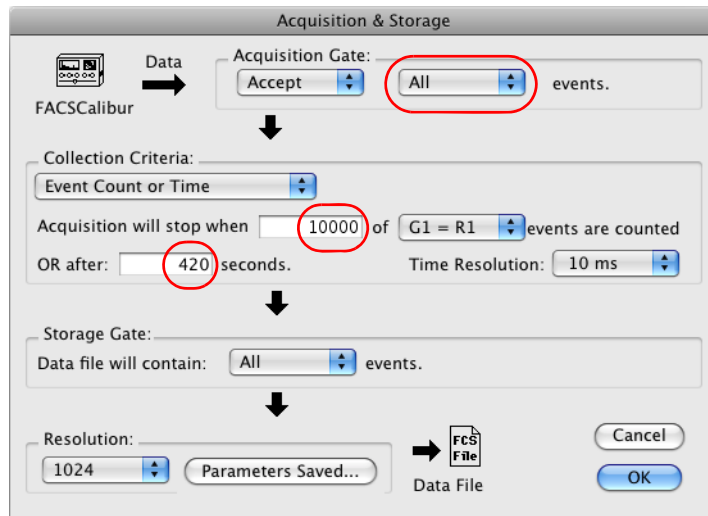 Acquisition & Storage
Data
Acquisition Gate:
Accept All events.
FACSCalibur
Collection Criteria:
Event Count or Time
Acquisition will stop when 10000 of G1 = R1 events are counted
OR after: 420 seconds. Time Resolution: 10 ms
Storage Gate:
Data file will contain: All events.
Resolution:
1024 Parameters Saved...
FCS
File
Data File
Cancel
OK